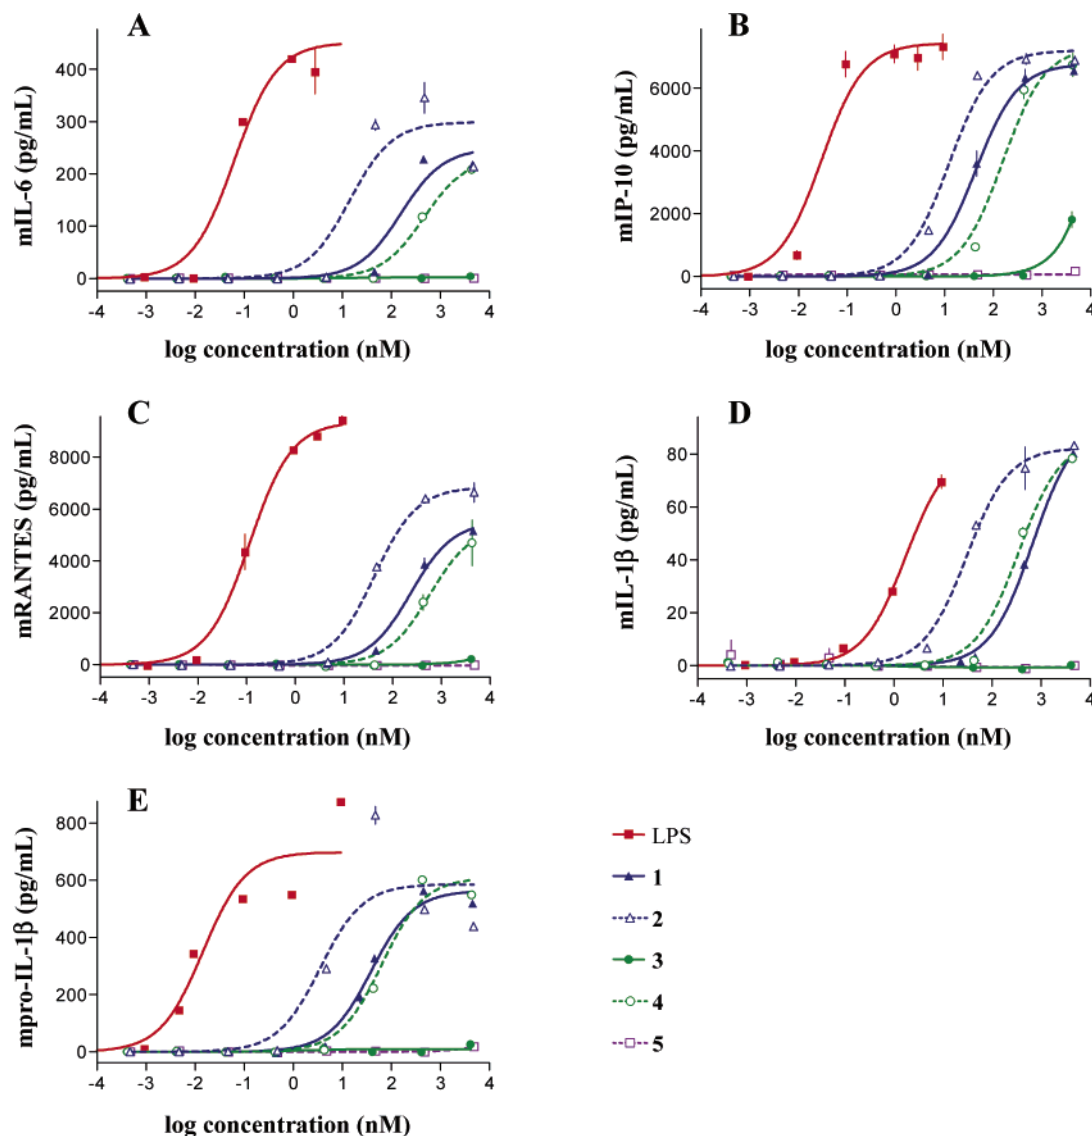 A
mIL-6 (pg/mL)
400
300
200
100
0
-4 -3 -2 -1 0 1 2 3 4
log concentration (nM)
B
mIP-10 (pg/mL)
6000
4000
2000
0
-4 -3 -2 -1 0 1 2 3 4
log concentration (nM)
C
mRANTES (pg/mL)
8000
6000
4000
2000
0
-4 -3 -2 -1 0 1 2 3 4
log concentration (nM)
D
mIL-1β (pg/mL)
80
60
40
20
0
-4 -3 -2 -1 0 1 2 3 4
log concentration (nM)
E
mpro-IL-1β (pg/mL)
800
600
400
200
0
-4 -3 -2 -1 0 1 2 3 4
log concentration (nM)
LPS
1
2
3
4
5